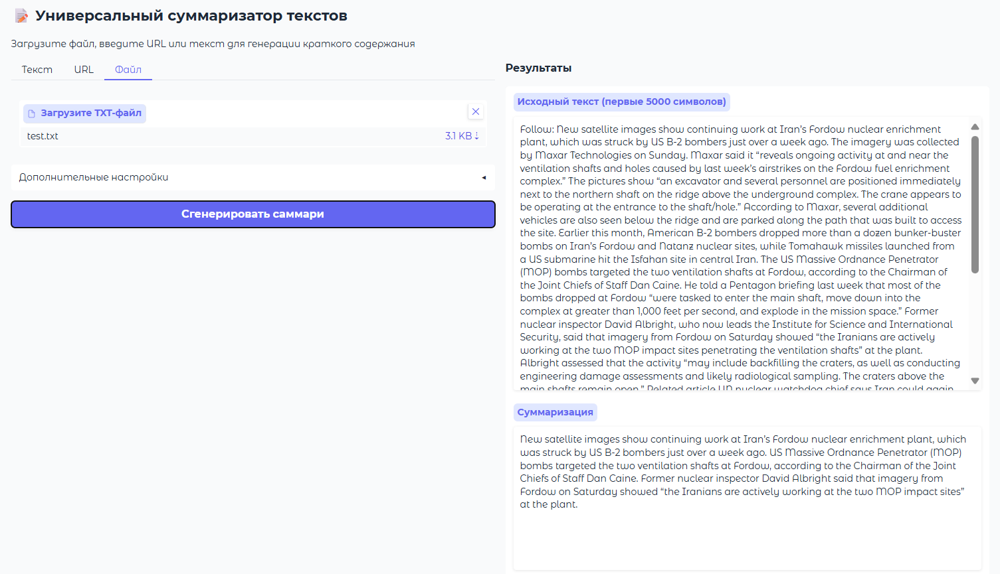 Универсальный суммаризатор текстов
Загрузите файл, введите URL или текст для генерации краткого содержания
Текст URL Файл
Загрузите TXT-файл
test.txt 3.1 KB ⇣
Дополнительные настройки
Сгенерировать саммари
Результаты
Исходный текст (первые 5000 символов)
Follow: New satellite images show continuing work at Iran’s Fordow nuclear enrichment
plant, which was struck by US B-2 bombers just over a week ago. The imagery was collected
by Maxar Technologies on Sunday. Maxar said it “reveals ongoing activity at and near the
ventilation shafts and holes caused by last week’s airstrikes on the Fordow fuel enrichment
complex.” The pictures show “an excavator and several personnel are positioned immediately
next to the northern shaft on the ridge above the underground complex. The crane appears to
be operating at the entrance to the shaft/hole.” According to Maxar, several additional
vehicles are also seen below the ridge and are parked along the path that was built to access
the site. Earlier this month, American B-2 bombers dropped more than a dozen bunker-buster
bombs on Iran’s Fordow and Natanz nuclear sites, while Tomahawk missiles launched from
a US submarine hit the Isfahan site in central Iran. The US Massive Ordnance Penetrator
(MOP) bombs targeted the two ventilation shafts at Fordow, according to the Chairman of
the Joint Chiefs of Staff Dan Caine. He told a Pentagon briefing last week that most of the
bombs dropped at Fordow “were tasked to enter the main shaft, move down into the
complex at greater than 1,000 feet per second, and explode in the mission space.” Former
nuclear inspector David Albright, who now leads the Institute for Science and International
Security, said that imagery from Fordow on Saturday showed “the Iranians are actively
working at the two MOP impact sites penetrating the ventilation shafts” at the plant.
Albright assessed that the activity “may include backfilling the craters, as well as conducting
engineering damage assessments and likely radiological sampling. The craters above the
main shafts remain open.” Related article UN nuclear watchdog chief says Iran could again
Суммаризация
New satellite images show continuing work at Iran’s Fordow nuclear enrichment plant, which
was struck by US B-2 bombers just over a week ago. US Massive Ordnance Penetrator (MOP)
bombs targeted the two ventilation shafts at Fordow, according to the Chairman of the Joint
Chiefs of Staff Dan Caine. Former nuclear inspector David Albright said that imagery from
Fordow on Saturday showed “the Iranians are actively working at the two MOP impact sites”
at the plant.